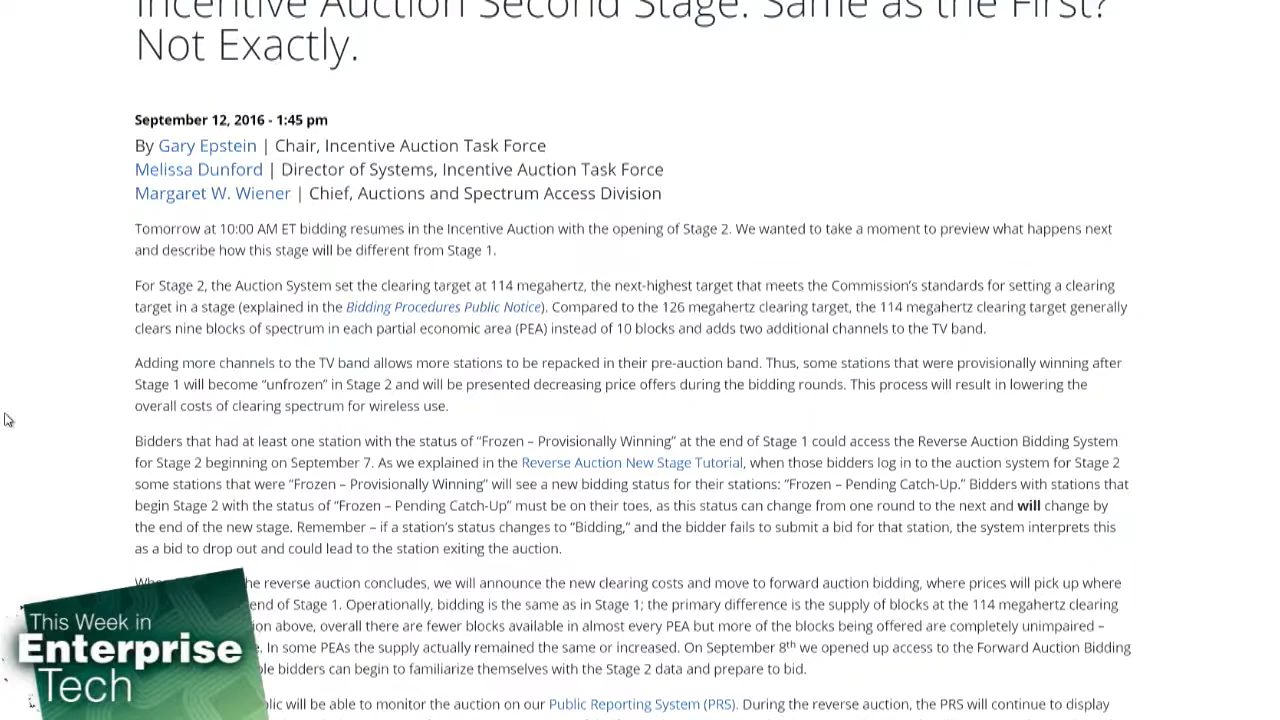 Incentive Auction Second Stage: Same as the First?
Not Exactly.
September 12, 2016 - 1:45 pm
By Gary Epstein | Chair, Incentive Auction Task Force
Melissa Dunford | Director of Systems, Incentive Auction Task Force
Margaret W. Wiener | Chief, Auctions and Spectrum Access Division
Tomorrow at 10:00 AM ET bidding resumes in the Incentive Auction with the opening of Stage 2. We wanted to take a moment to preview what happens next
and describe how this stage will be different from Stage 1.
For Stage 2, the Auction System set the clearing target at 114 megahertz, the next-highest target that meets the Commission's standards for setting a clearing
target in a stage (explained in the Bidding Procedures Public Notice). Compared to the 126 megahertz clearing target, the 114 megahertz clearing target generally
clears nine blocks of spectrum in each partial economic area (PEA) instead of 10 blocks and adds two additional channels to the TV band.
Adding more channels to the TV band allows more stations to be repacked in their pre-auction band. Thus, some stations that were provisionally winning after
Stage 1 will become "unfrozen" in Stage 2 and will be presented decreasing price offers during the bidding rounds. This process will result in lowering the
overall costs of clearing spectrum for wireless use.
Bidders that had at least one station with the status of "Frozen – Provisionally Winning" at the end of Stage 1 could access the Reverse Auction Bidding System
for Stage 2 beginning on September 7. As we explained in the Reverse Auction New Stage Tutorial, when those bidders log in to the auction system for Stage 2
some stations that were "Frozen – Provisionally Winning" will see a new bidding status for their stations: "Frozen – Pending Catch-Up." Bidders with stations that
begin Stage 2 with the status of "Frozen – Pending Catch-Up" must be on their toes, as this status can change from one round to the next and will change by
the end of the new stage. Remember – if a station's status changes to "Bidding," and the bidder fails to submit a bid for that station, the system interprets this
as a bid to drop out and could lead to the station exiting the auction.
he reverse auction concludes, we will announce the new clearing costs and move to forward auction bidding, where prices will pick up where
end of Stage 1. Operationally, bidding is the same as in Stage 1; the primary difference is the supply of blocks at the 114 megahertz clearing
ion above, overall there are fewer blocks available in almost every PEA but more of the blocks being offered are completely unimpaired –
. In some PEAs the supply actually remained the same or increased. On September 8th we opened up access to the Forward Auction Bidding
le bidders can begin to familiarize themselves with the Stage 2 data and prepare to bid.
lic will be able to monitor the auction on our Public Reporting System (PRS). During the reverse auction, the PRS will continue to display
This Week in
Enterprise
Tech